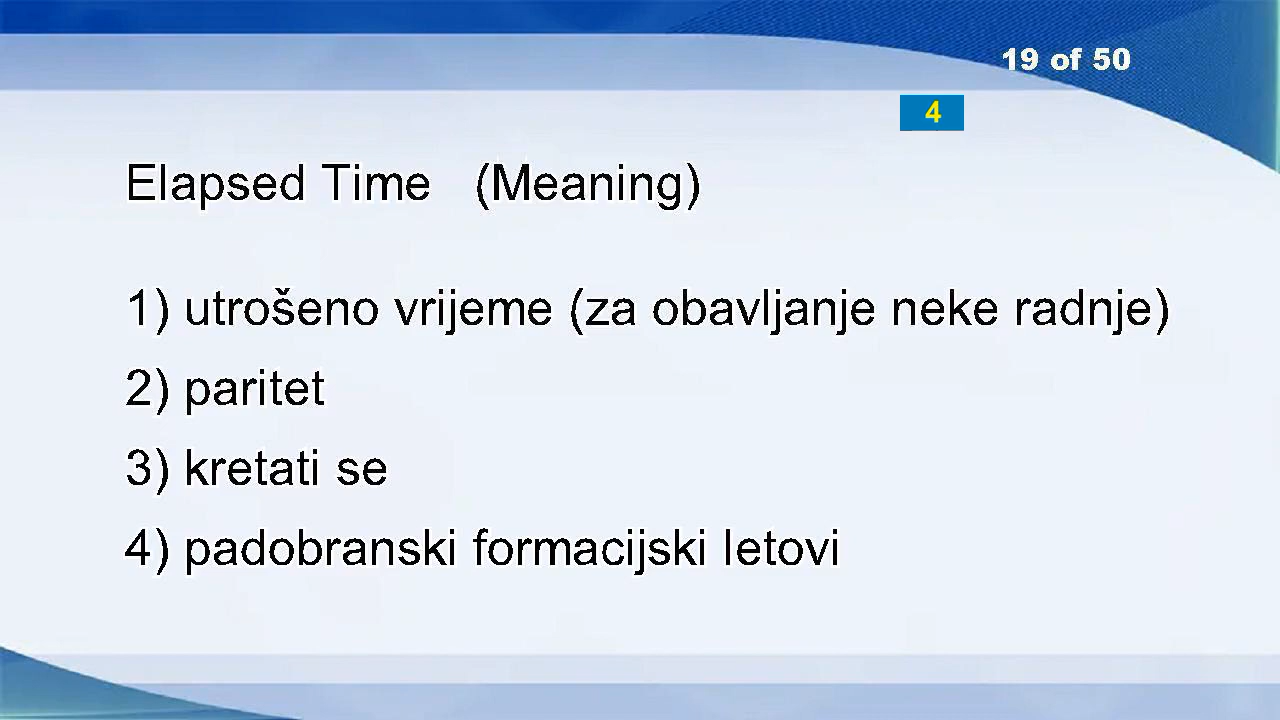 19 of 50
4
Elapsed Time (Meaning)
1) utrošeno vrijeme (za obavljanje neke radnje)
2) paritet
3) kretati se
4) padobranski formacijski letovi